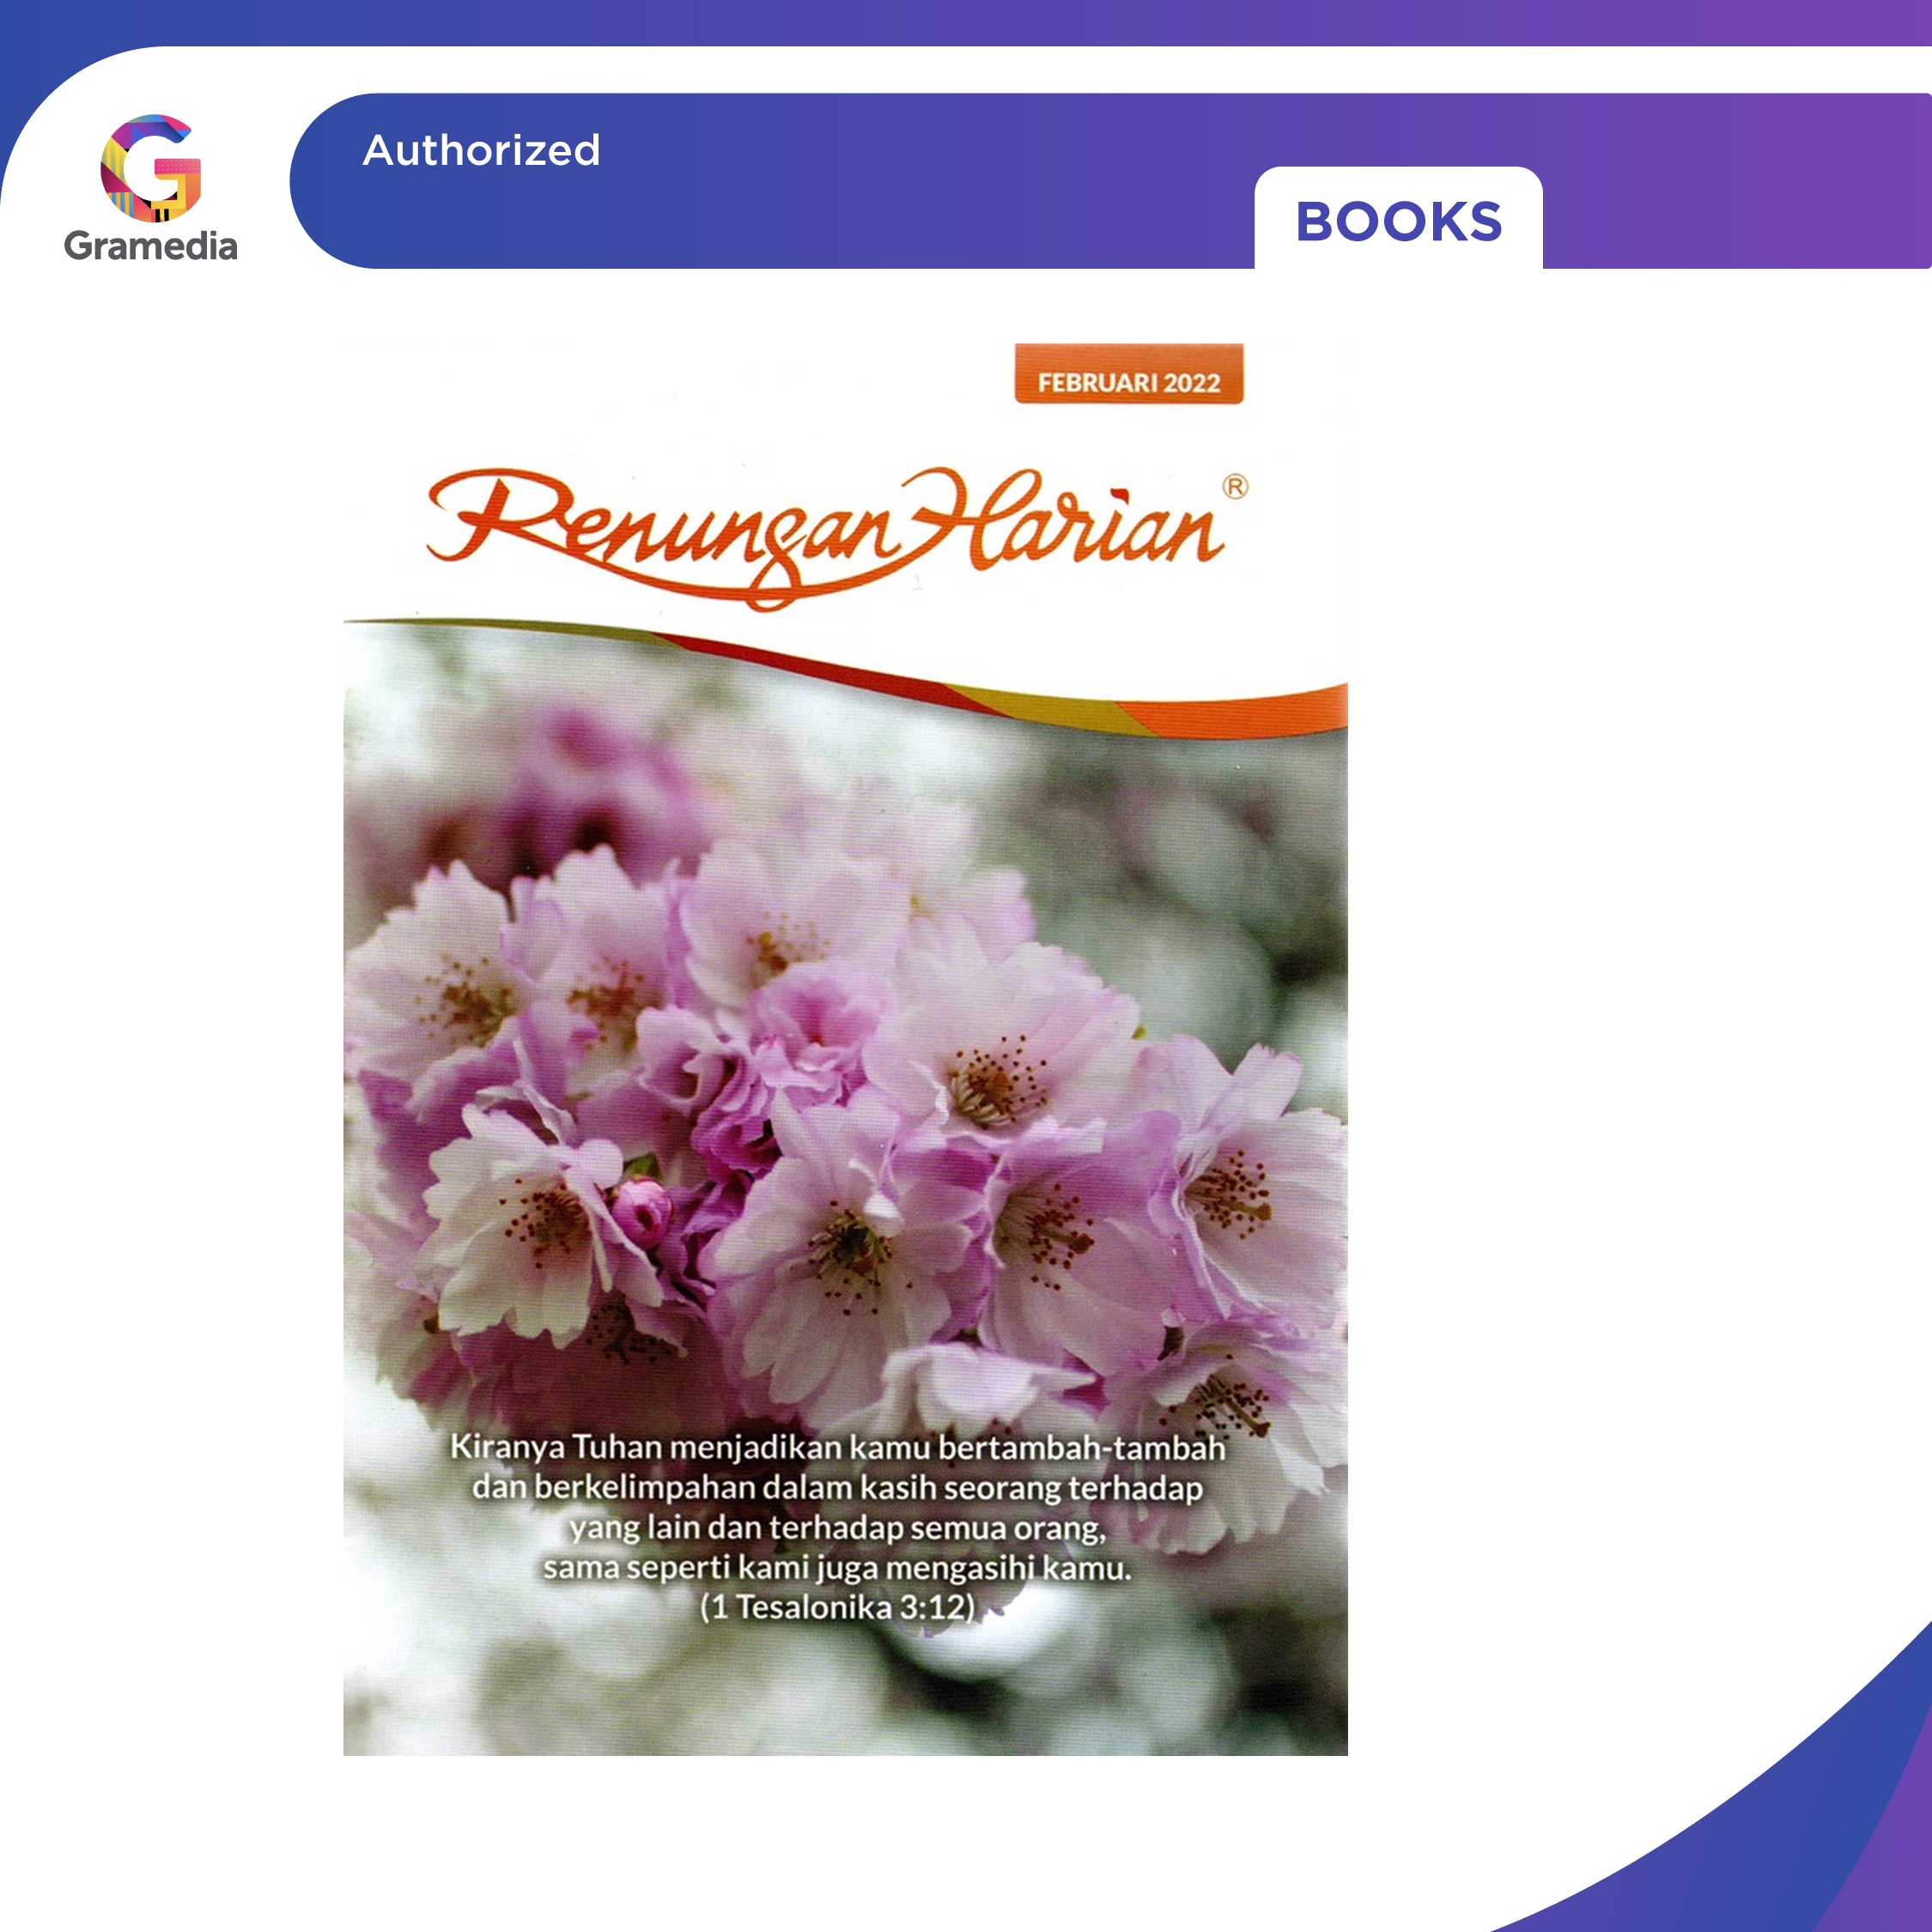 Gramedia
Authorized
BOOKS
FEBRUARI 2022
Renungan Harian®
Kiranya Tuhan menjadikan kamu bertambah-tambah
dan berkelimpahan dalam kasih seorang terhadap
yang lain dan terhadap semua orang,
sama seperti kami juga mengasihi kamu.
(1 Tesalonika 3:12)